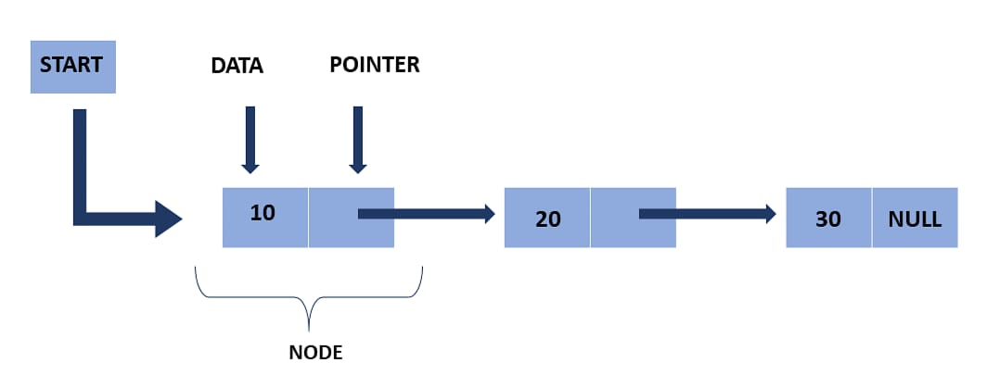 START
DATA
POINTER
10
20
30
NULL
NODE